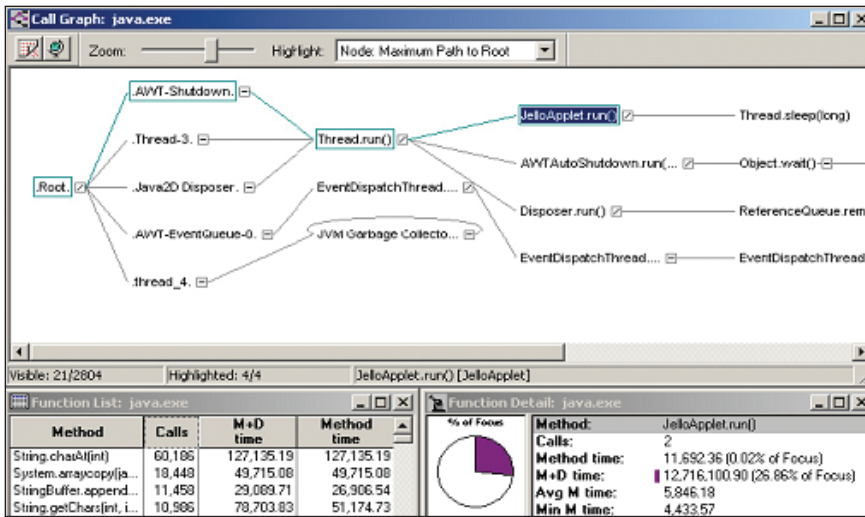 Call Graph: java.exe
Zoom: Highlight: Node: Maximum Path to Root
.AWT-Shutdown.
.Thread-3.
.Root.
.Java2D Disposer.
.AWT-EventQueue-0.
.thread_4.
Thread.run()
EventDispatchThread....
JVM Garbage Collecto...
JelloApplet.run()
AWTAutoShutdown.run(...
Disposer.run()
EventDispatchThread....
Thread.sleep(long)
Object.wait()
ReferenceQueue.rem
EventDispatchThread
Visible: 21/2804 Highlighted: 4/4 JelloApplet.run() [JelloApplet]
Function List: java.exe
Method Calls M+D time Method time
String.charAt(int) 60,186 127,135.19 127,135.19
System.arraycopy(ja... 18,448 49,715.08 49,715.08
StringBuffer.append... 11,458 29,089.71 26,906.54
String.getChars(int, i... 10,986 78,703.83 51,174.73
Function Detail: java.exe
% of Focus
Method: JelloApplet.run()
Calls: 2
Method time: 11,692.36 (0.02% of Focus)
M+D time: 12,716,100.90 (26.86% of Focus)
Avg M time: 5,846.18
Min M time: 4,433.57